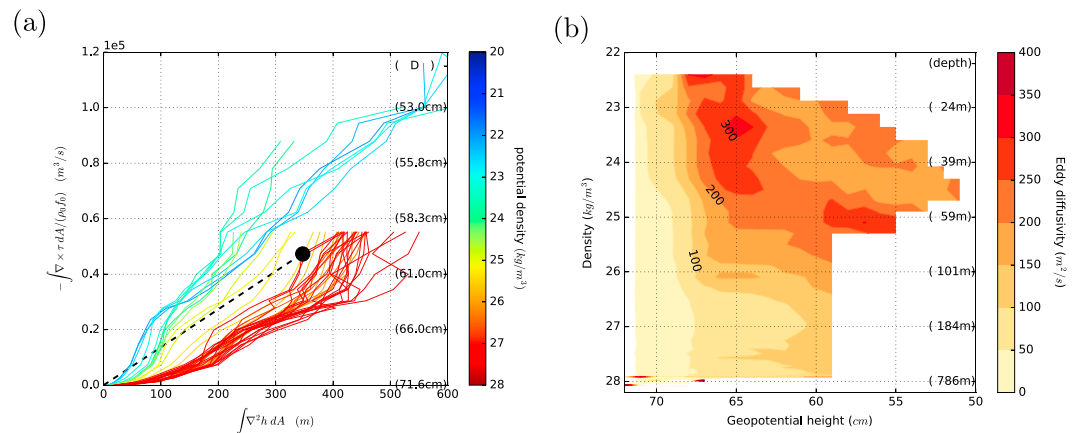 (a)
1e5
1.2
1.0
0.8
0.6
0.4
0.2
0.0
0 100 200 300 400 500 600
−∫∇ × τ dA/(ρ₀f₀) (m³/s)
∫∇²h dA (m)
( D )
(53.0cm)
(55.8cm)
(58.3cm)
(61.0cm)
(66.0cm)
(71.6cm)
20
21
22
23
24
25
26
27
28
potential density (kg/m³)
(b)
22
23
24
25
26
27
28
Density (kg/m³)
70 65 60 55 50
Geopotential height (cm)
300
200
100
(depth)
( 24m)
( 39m)
( 59m)
( 101m)
( 184m)
( 786m)
400
350
300
250
200
150
100
50
0
Eddy diffusivity (m²/s)